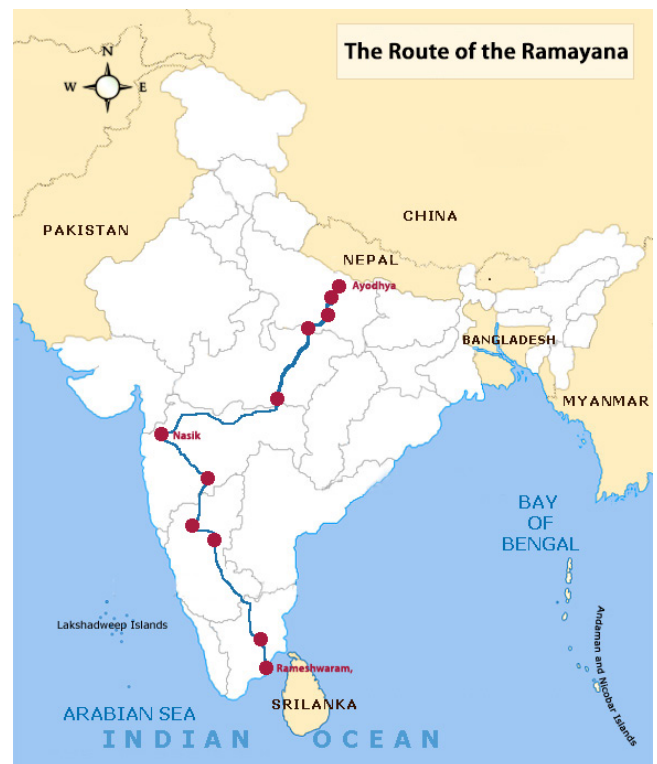 The Route of the Ramayana
N
W E
S
CHINA
PAKISTAN
NEPAL
Ayodhya
BANGLADESH
MYANMAR
Nasik
BAY
OF
BENGAL
Andaman and Nicobar Islands
Lakshadweep Islands
Rameshwaram,
SRILANKA
ARABIAN SEA
INDIAN OCEAN